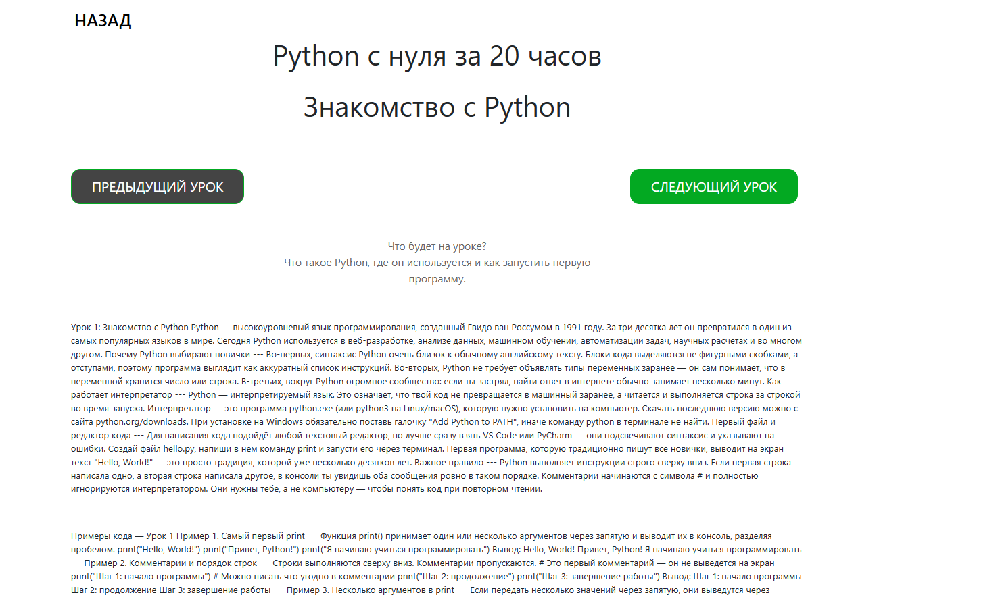 НАЗАД
Python с нуля за 20 часов
Знакомство с Python
ПРЕДЫДУЩИЙ УРОК
СЛЕДУЮЩИЙ УРОК
Что будет на уроке?
Что такое Python, где он используется и как запустить первую
программу.
Урок 1: Знакомство с Python Python — высокоуровневый язык программирования, созданный Гвидо ван Россумом в 1991 году. За три десятка лет он превратился в один из
самых популярных языков в мире. Сегодня Python используется в веб-разработке, анализе данных, машинном обучении, автоматизации задач, научных расчётах и во многом
другом. Почему Python выбирают новички --- Во-первых, синтаксис Python очень близок к обычному английскому тексту. Блоки кода выделяются не фигурными скобками, а
отступами, поэтому программа выглядит как аккуратный список инструкций. Во-вторых, Python не требует объявлять типы переменных заранее — он сам понимает, что в
переменной хранится число или строка. В-третьих, вокруг Python огромное сообщество: если ты застрял, найти ответ в интернете обычно занимает несколько минут. Как
работает интерпретатор --- Python — интерпретируемый язык. Это означает, что твой код не превращается в машинный заранее, а читается и выполняется строка за строкой
во время запуска. Интерпретатор — это программа python.exe (или python3 на Linux/macOS), которую нужно установить на компьютер. Скачать последнюю версию можно с
сайта python.org/downloads. При установке на Windows обязательно поставь галочку "Add Python to PATH", иначе команду python в терминале не найти. Первый файл и
редактор кода --- Для написания кода подойдёт любой текстовый редактор, но лучше сразу взять VS Code или PyCharm — они подсвечивают синтаксис и указывают на
ошибки. Создай файл hello.py, напиши в нём команду print и запусти его через терминал. Первая программа, которую традиционно пишут все новички, выводит на экран
текст "Hello, World!" — это просто традиция, которой уже несколько десятков лет. Важное правило --- Python выполняет инструкции строго сверху вниз. Если первая строка
написала одно, а вторая строка написала другое, в консоли ты увидишь оба сообщения ровно в таком порядке. Комментарии начинаются с символа # и полностью
игнорируются интерпретатором. Они нужны тебе, а не компьютеру — чтобы понять код при повторном чтении.
Примеры кода — Урок 1 Пример 1. Самый первый print --- Функция print() принимает один или несколько аргументов через запятую и выводит их в консоль, разделяя
пробелом. print("Hello, World!") print("Привет, Python!") print("Я начинаю учиться программировать") Вывод: Hello, World! Привет, Python! Я начинаю учиться программировать
--- Пример 2. Комментарии и порядок строк --- Строки выполняются сверху вниз. Комментарии пропускаются. # Это первый комментарий — он не выведется на экран
print("Шаг 1: начало программы") # Можно писать что угодно в комментарии print("Шаг 2: продолжение") print("Шаг 3: завершение работы") Вывод: Шаг 1: начало программы
Шаг 2: продолжение Шаг 3: завершение работы --- Пример 3. Несколько аргументов в print --- Если передать несколько значений через запятую, они выведутся через